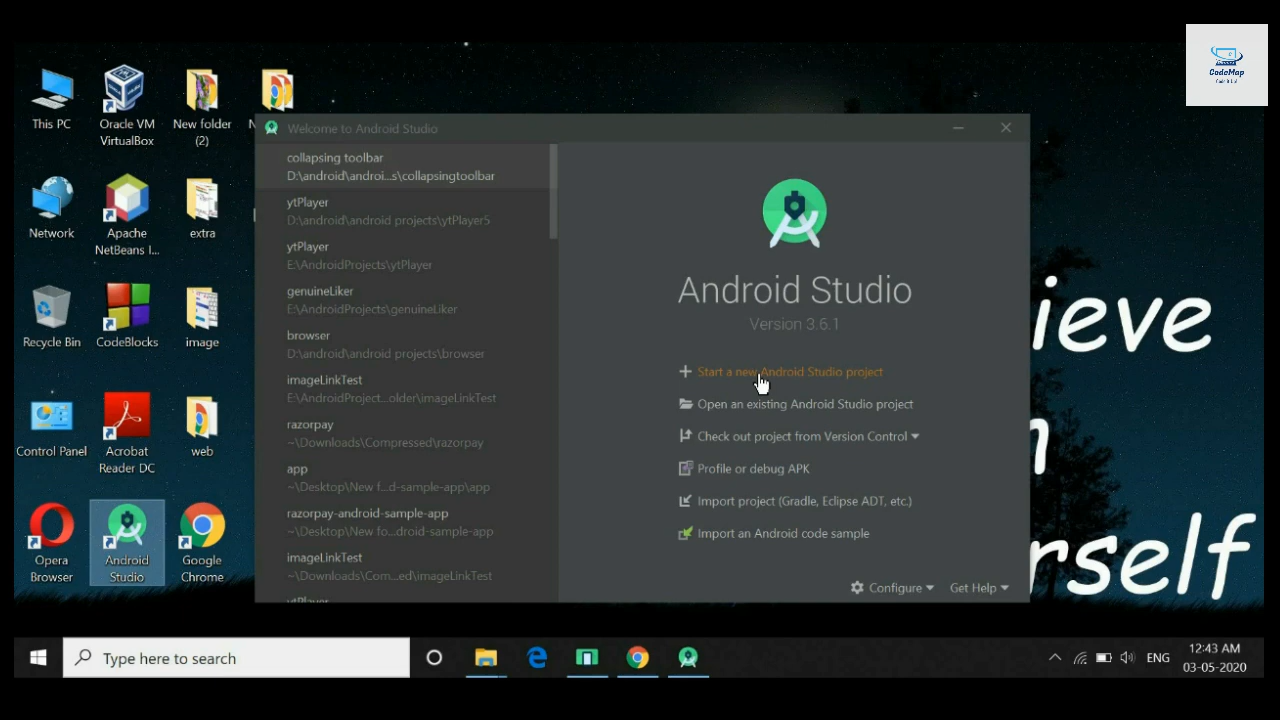 CodeMap
This PC
Oracle VM
VirtualBox
New folder
(2)
Network
Apache
NetBeans I...
extra
Recycle Bin
CodeBlocks
image
Control Panel
Acrobat
Reader DC
web
Opera
Browser
Android
Studio
Google
Chrome
Welcome to Android Studio
collapsing toolbar
D:\android\androi...s\collapsingtoolbar
ytPlayer
D:\android\android projects\ytPlayer5
ytPlayer
E:\AndroidProjects\ytPlayer
genuineLiker
E:\AndroidProjects\genuineLiker
browser
D:\android\android projects\browser
imageLinkTest
E:\AndroidProject...older\imageLinkTest
razorpay
~\Downloads\Compressed\razorpay
app
~\Desktop\New f...d-sample-app\app
razorpay-android-sample-app
~\Desktop\New fo...droid-sample-app
imageLinkTest
~\Downloads\Com...ed\imageLinkTest
ytPlayer
Android Studio
Version 3.6.1
Start a new Android Studio project
Open an existing Android Studio project
Check out project from Version Control
Profile or debug APK
Import project (Gradle, Eclipse ADT, etc.)
Import an Android code sample
Configure
Get Help
ieve
n
rself
Type here to search
ENG
12:43 AM
03-05-2020